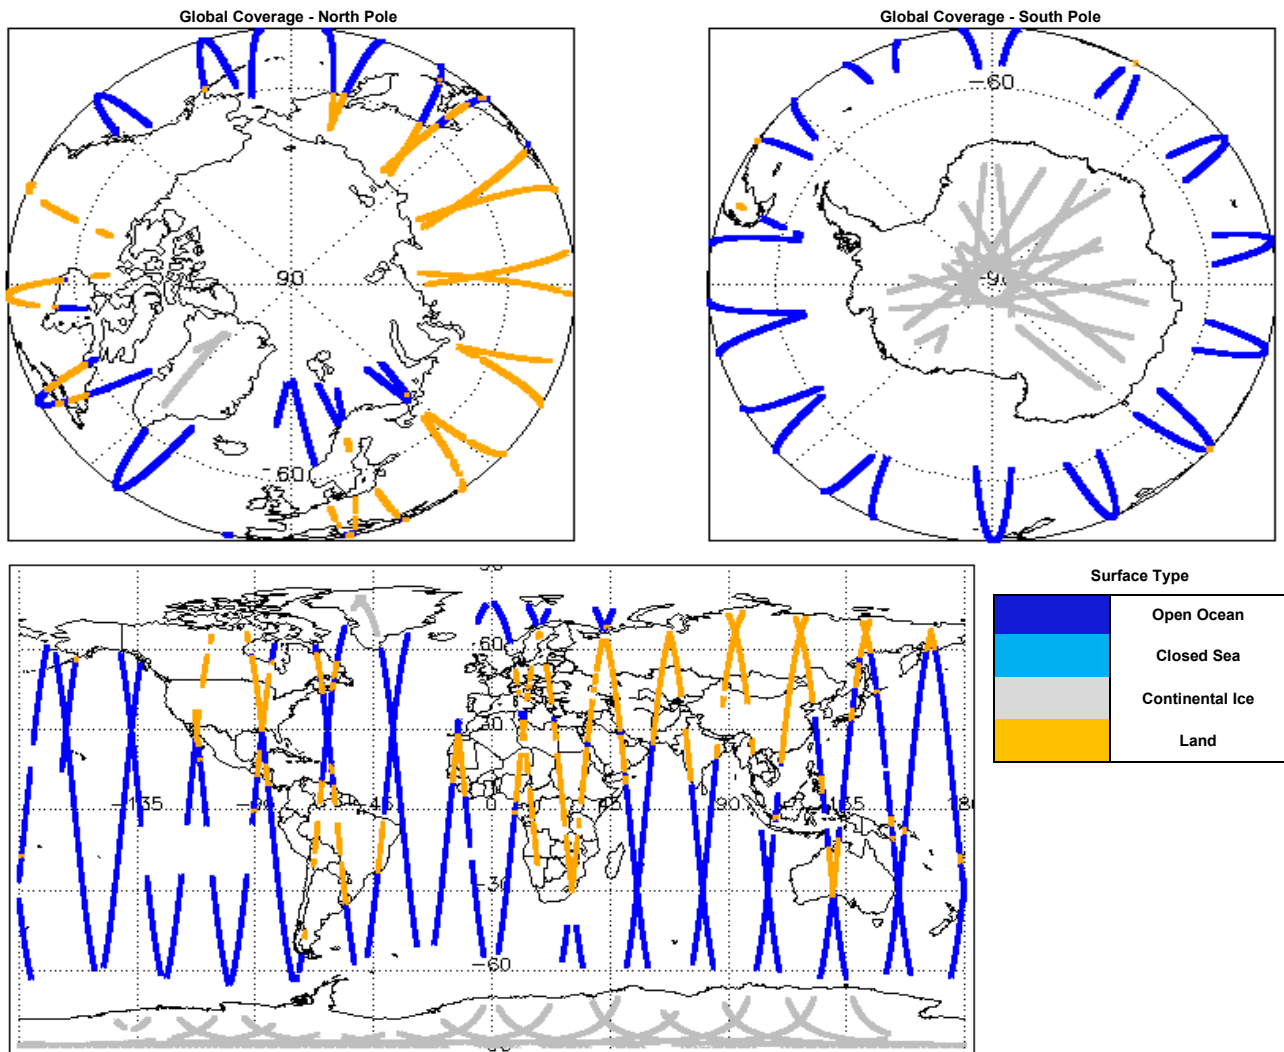 Global Coverage - North Pole
Global Coverage - South Pole
90
-60
-60
-90
Surface Type
Open Ocean
Closed Sea
Continental Ice
Land
60
30
-135
-90
-45
0
45
90
135
180
-30
-60